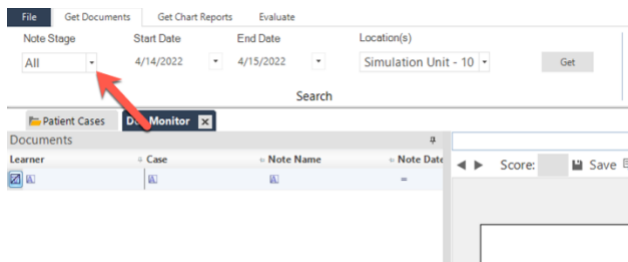 File Get Documents Get Chart Reports Evaluate
Note Stage Start Date End Date Location(s)
All 4/14/2022 4/15/2022 Simulation Unit - 10 Get
Search
Patient Cases Monitor
Documents
Learner Case Note Name Note Date
Score: Save
=